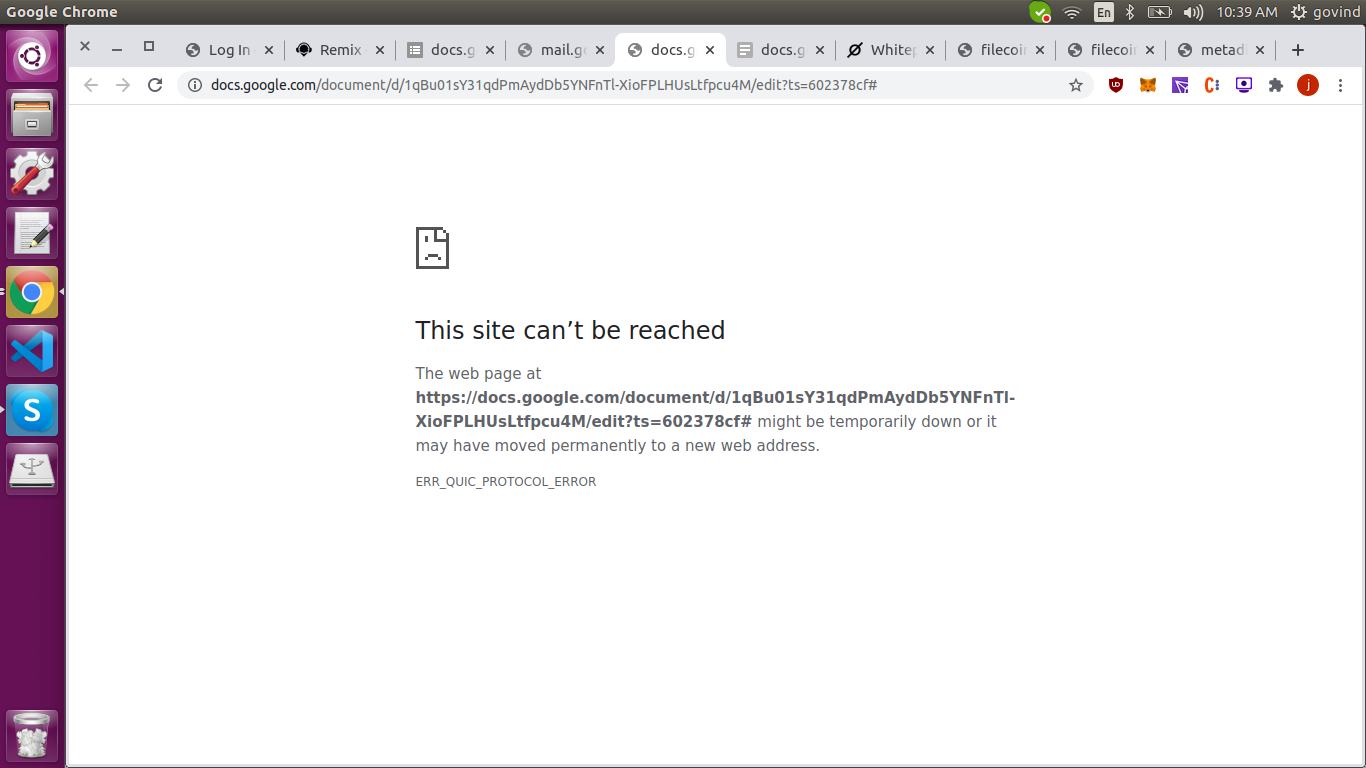 Google Chrome
En
10:39 AM
govind
Log In
Remix
docs.g
mail.go
docs.g
docs.g
Whitep
filecoin
filecoin
metad
docs.google.com/document/d/1qBu01sY31qdPmAydDb5YNFnTl-XioFPLHUsLtfpcu4M/edit?ts=602378cf#
j
This site can’t be reached
The web page at
https://docs.google.com/document/d/1qBu01sY31qdPmAydDb5YNFnTl-
XioFPLHUsLtfpcu4M/edit?ts=602378cf# might be temporarily down or it
may have moved permanently to a new web address.
ERR_QUIC_PROTOCOL_ERROR
S